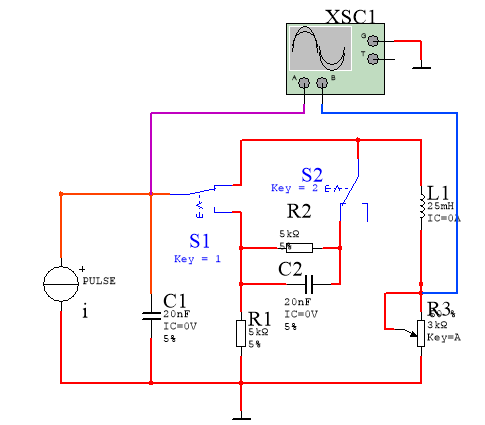 XSC1
G
T
A B
S2
Key = 2
L1
25mH
IC=0A
R2
5kΩ
5%
S1
Key = 1
+
PULSE
i
C2
20nF
IC=0V
5%
C1
20nF
IC=0V
5%
R1
5kΩ
5%
R3
3kΩ
Key=A